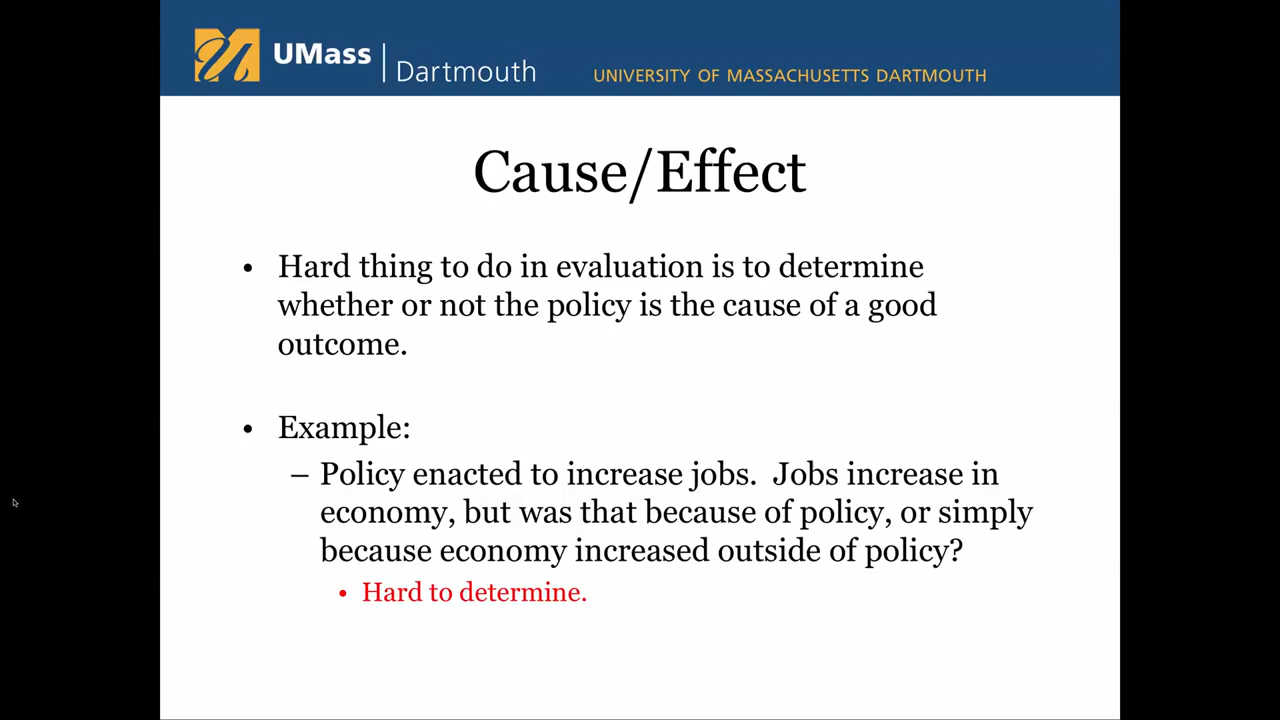 UMass | Dartmouth UNIVERSITY OF MASSACHUSETTS DARTMOUTH
Cause/Effect
• Hard thing to do in evaluation is to determine
whether or not the policy is the cause of a good
outcome.
• Example:
– Policy enacted to increase jobs. Jobs increase in
economy, but was that because of policy, or simply
because economy increased outside of policy?
• Hard to determine.